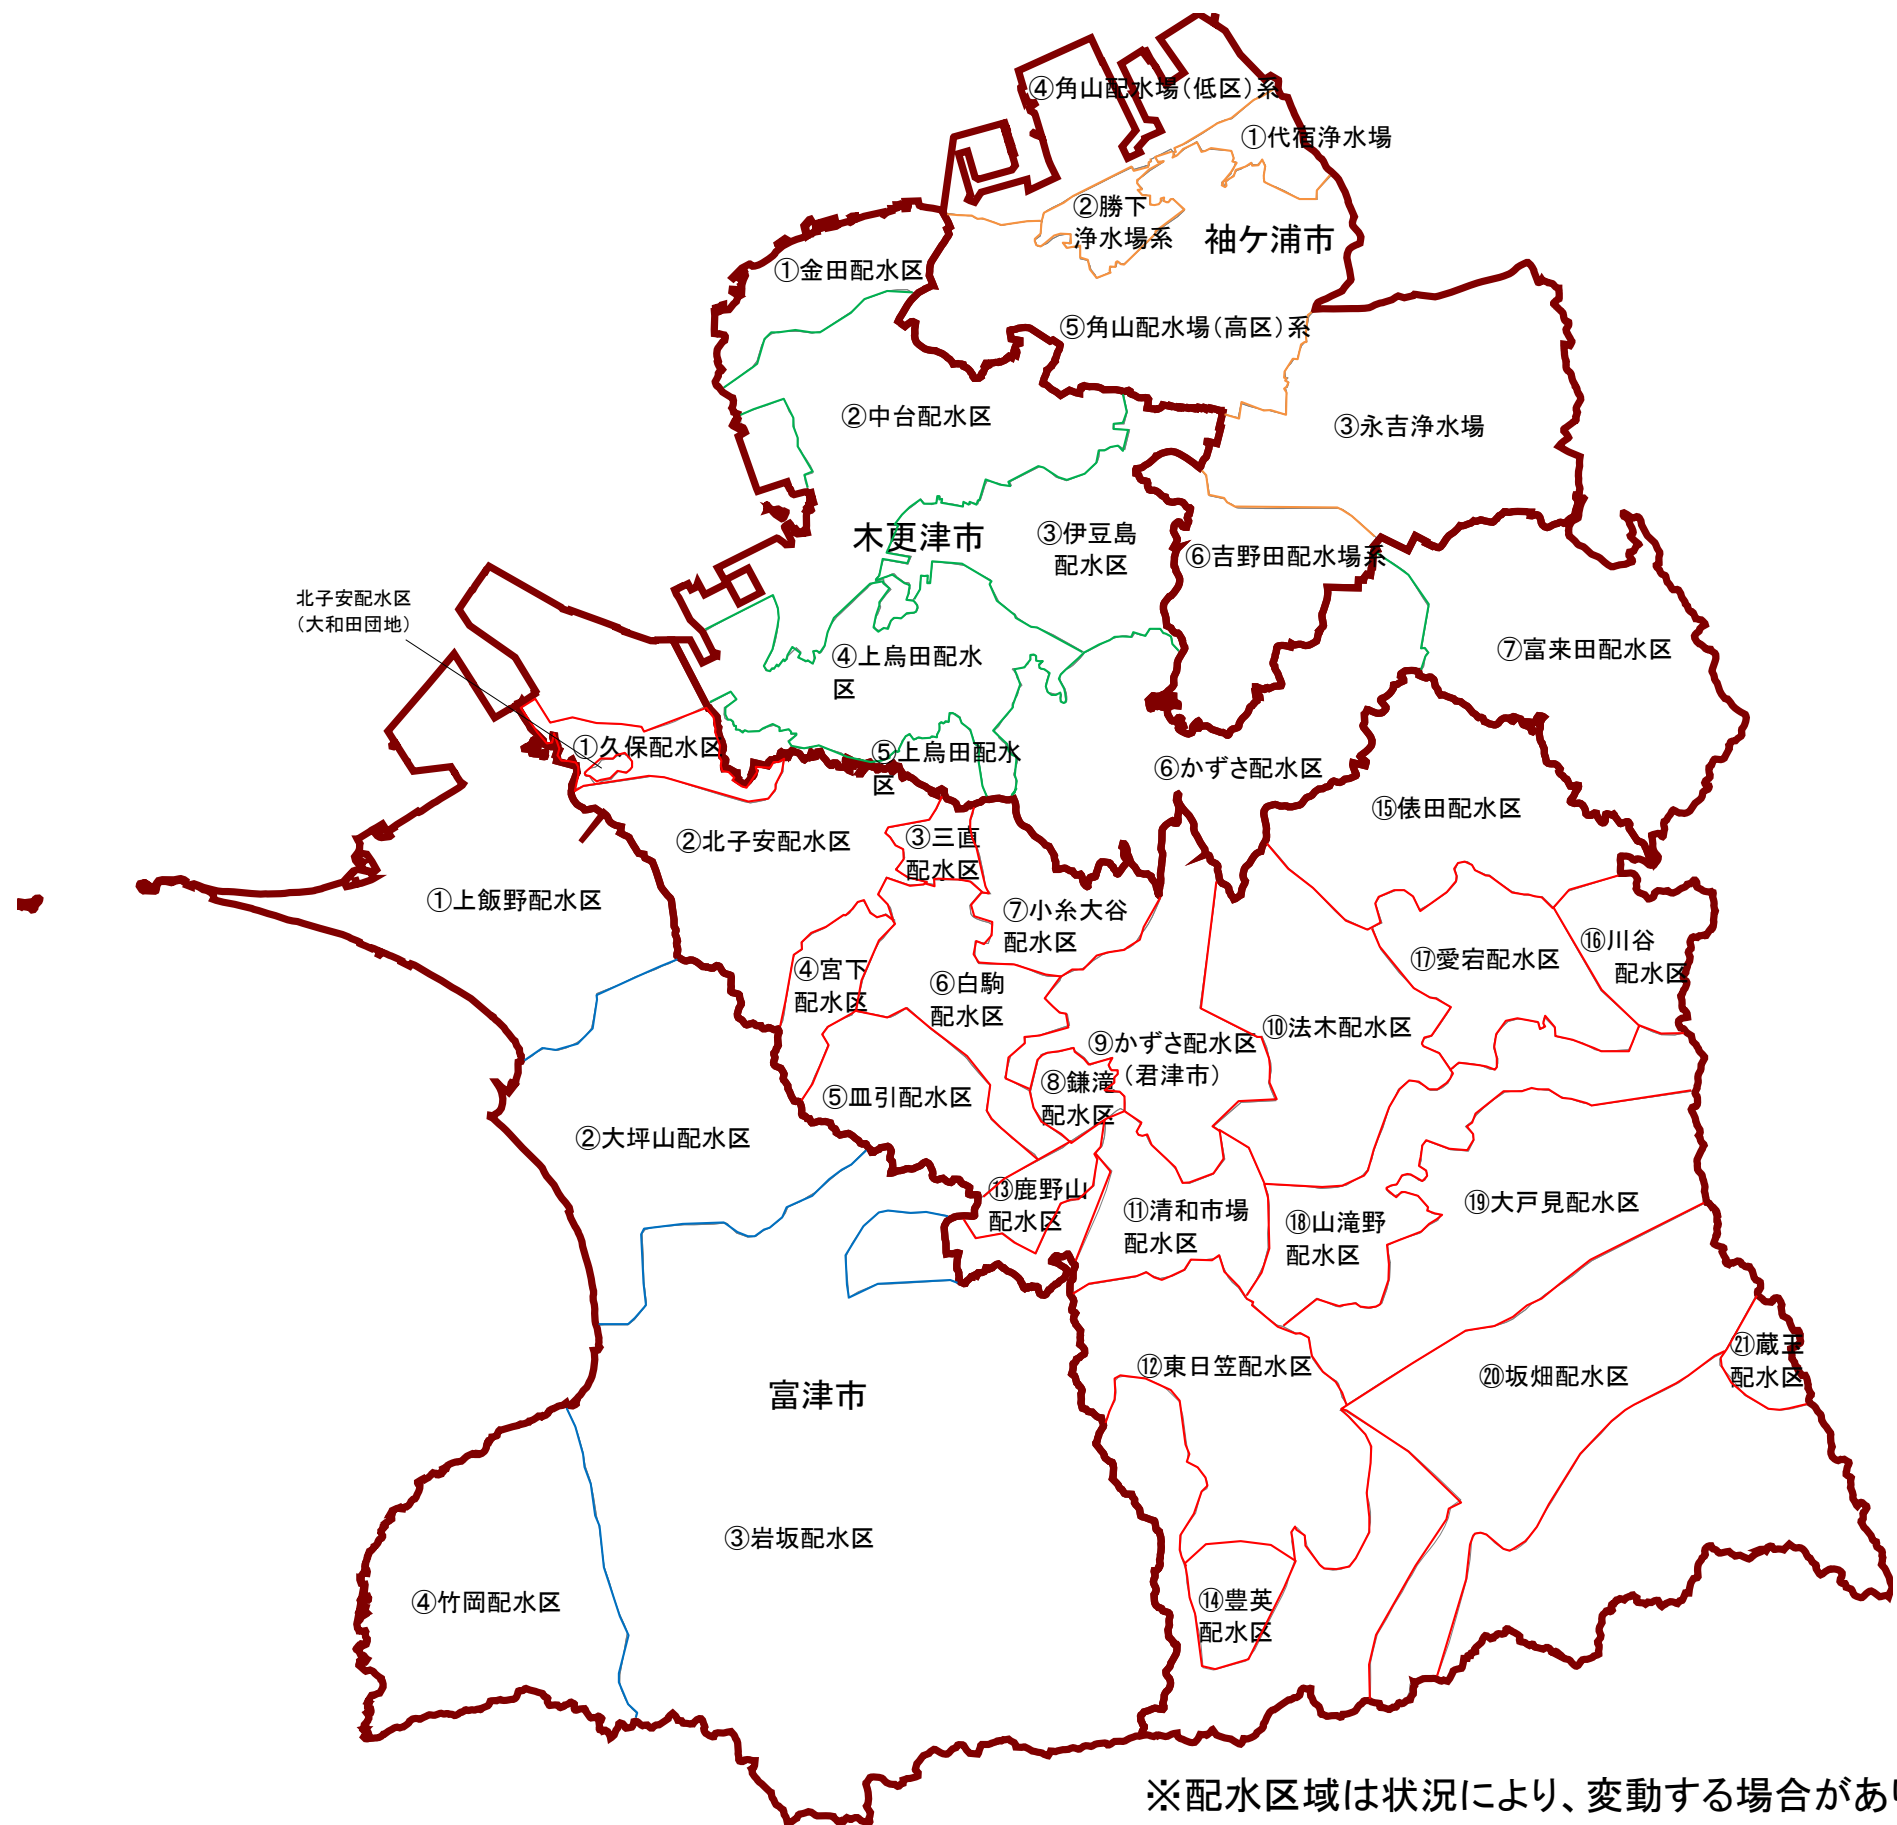 ④角山配水場（低区）系
①代宿浄水場
②勝下
浄水場系
袖ケ浦市
①金田配水区
⑤角山配水場（高区）系
②中台配水区
③永吉浄水場
木更津市
③伊豆島
配水区
⑥吉野田配水場系
北子安配水区
（大和田団地）
④上烏田配水
区
⑦富来田配水区
①久保配水区
⑤上烏田配水
区
⑥かずさ配水区
⑮俵田配水区
②北子安配水区
③三直
配水区
①上飯野配水区
⑦小糸大谷
配水区
④宮下
配水区
⑥白駒
配水区
⑰愛宕配水区
⑯川谷
配水区
⑨かずさ配水区
（君津市）
⑩法木配水区
⑧鎌滝
配水区
⑤皿引配水区
②大坪山配水区
⑬鹿野山
配水区
⑪清和市場
配水区
⑱山滝野
配水区
⑲大戸見配水区
⑫東日笠配水区
⑳坂畑配水区
㉑蔵玉
配水区
富津市
③岩坂配水区
④竹岡配水区
⑭豊英
配水区
※配水区域は状況により、変動する場合があり